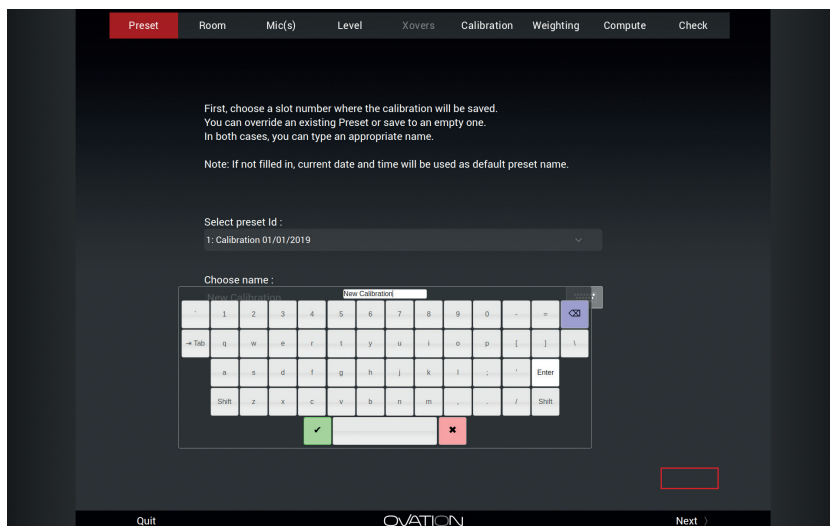 Preset Room Mic(s) Level Xovers Calibration Weighting Compute Check
First, choose a slot number where the calibration will be saved.
You can override an existing Preset or save to an empty one.
In both cases, you can type an appropriate name.
Note: If not filled in, current date and time will be used as default preset name.
Select preset Id :
1: Calibration 01/01/2019
Choose name :
New Calibration
New Calibration
` 1 2 3 4 5 6 7 8 9 0 - =
Tab q w e r t y u i o p [ ] \
a s d f g h j k l ; ' Enter
Shift z x c v b n m , . / Shift
Quit OVATION Next